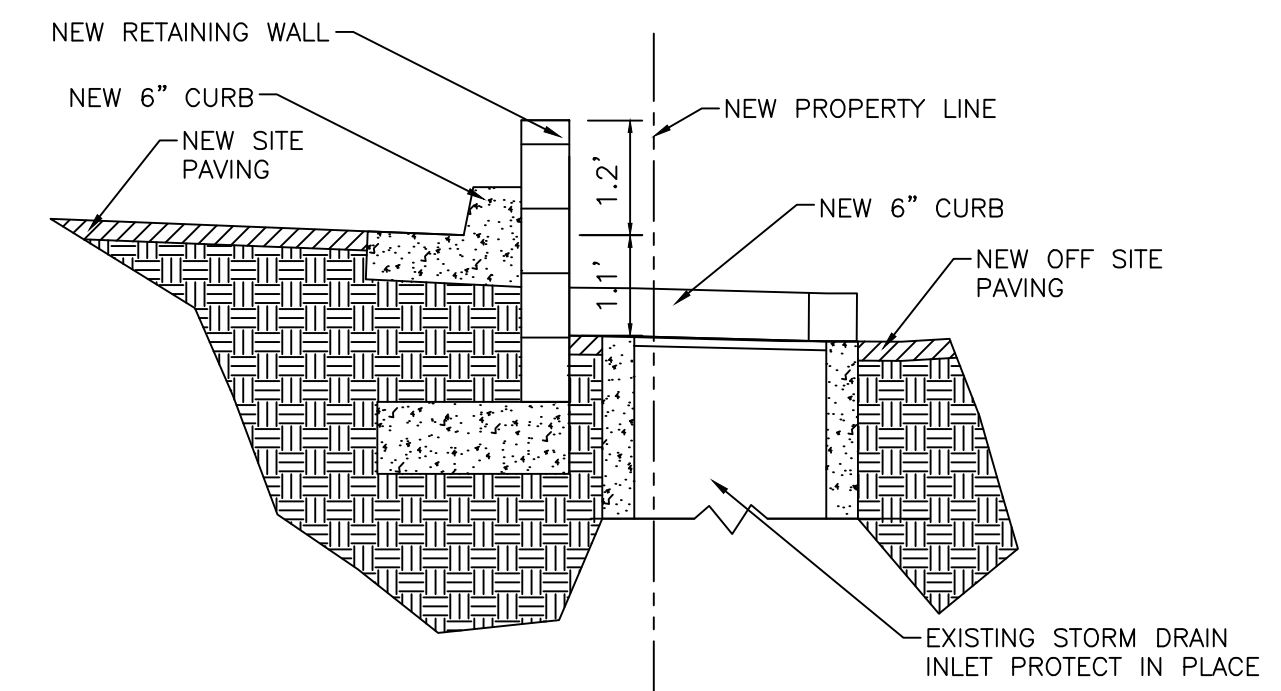 NEW RETAINING WALL
NEW 6” CURB
NEW SITE
PAVING
NEW PROPERTY LINE
1.2’
NEW 6” CURB
1.1’
NEW OFF SITE
PAVING
EXISTING STORM DRAIN
INLET PROTECT IN PLACE